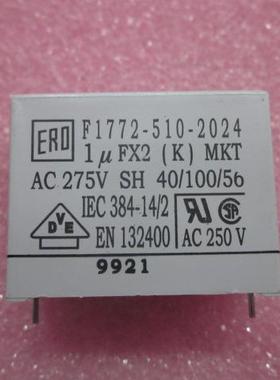 ERO F1772-510-2024
1μ FX2 (K) MKT
AC 275V SH 40/100/56
IEC 384-14/2
DVE EN 132400 AC 250 V
9921